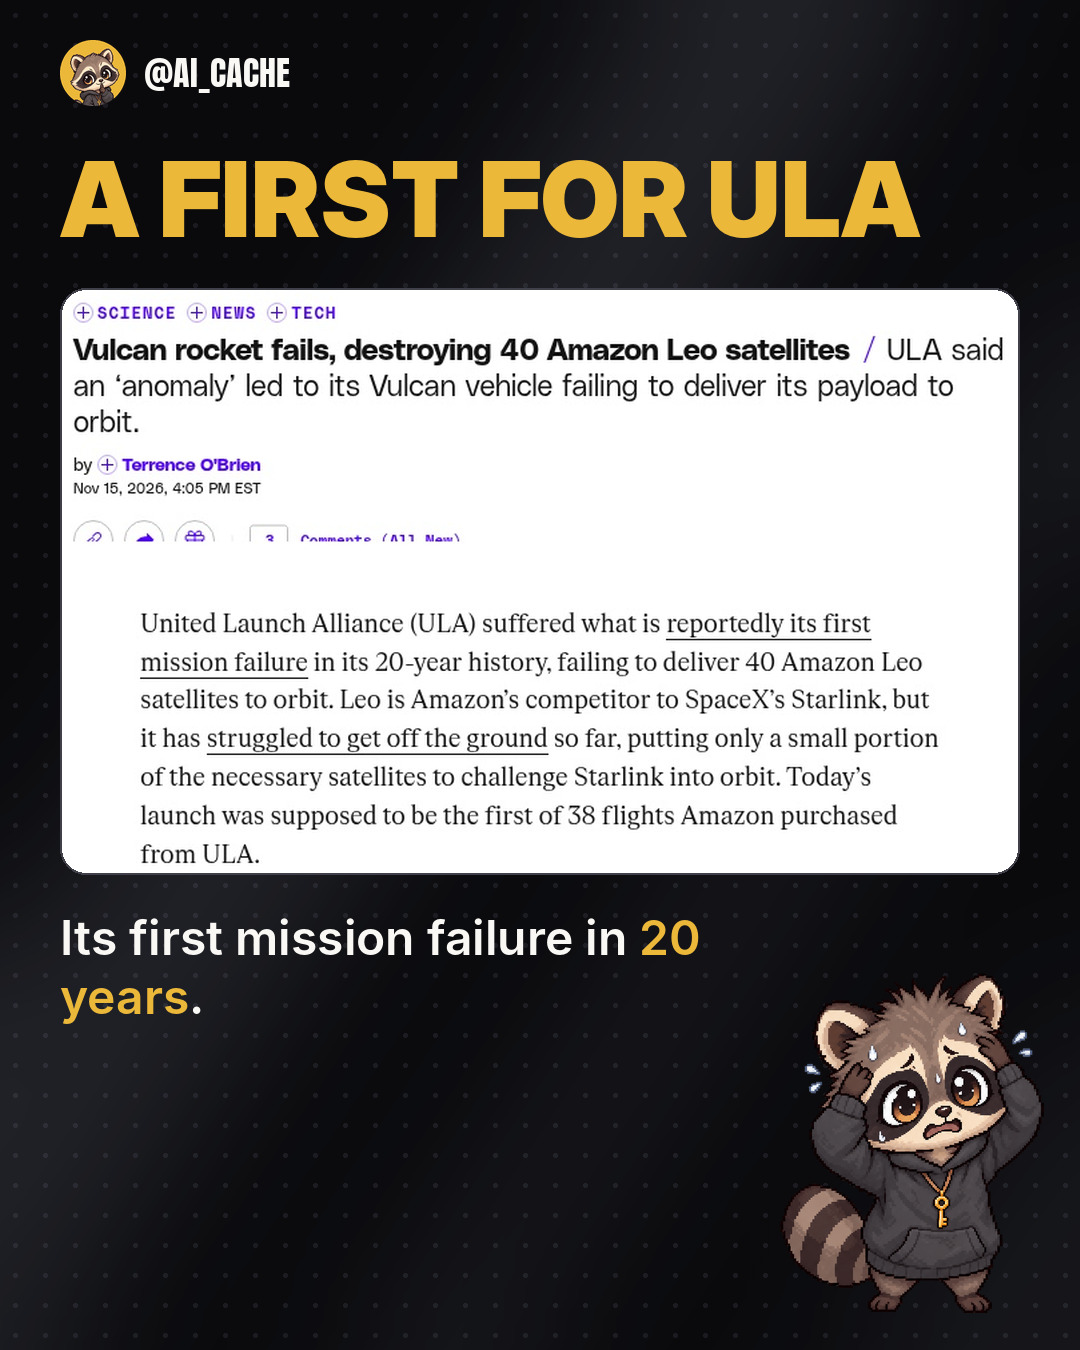 @AI_CACHE
A FIRST FOR ULA
SCIENCE NEWS TECH
Vulcan rocket fails, destroying 40 Amazon Leo satellites / ULA said
an ‘anomaly’ led to its Vulcan vehicle failing to deliver its payload to
orbit.
by Terrence O'Brien
Nov 15, 2026, 4:05 PM EST
3 Comments (All New)
United Launch Alliance (ULA) suffered what is reportedly its first
mission failure in its 20-year history, failing to deliver 40 Amazon Leo
satellites to orbit. Leo is Amazon’s competitor to SpaceX’s Starlink, but
it has struggled to get off the ground so far, putting only a small portion
of the necessary satellites to challenge Starlink into orbit. Today’s
launch was supposed to be the first of 38 flights Amazon purchased
from ULA.
Its first mission failure in 20
years.